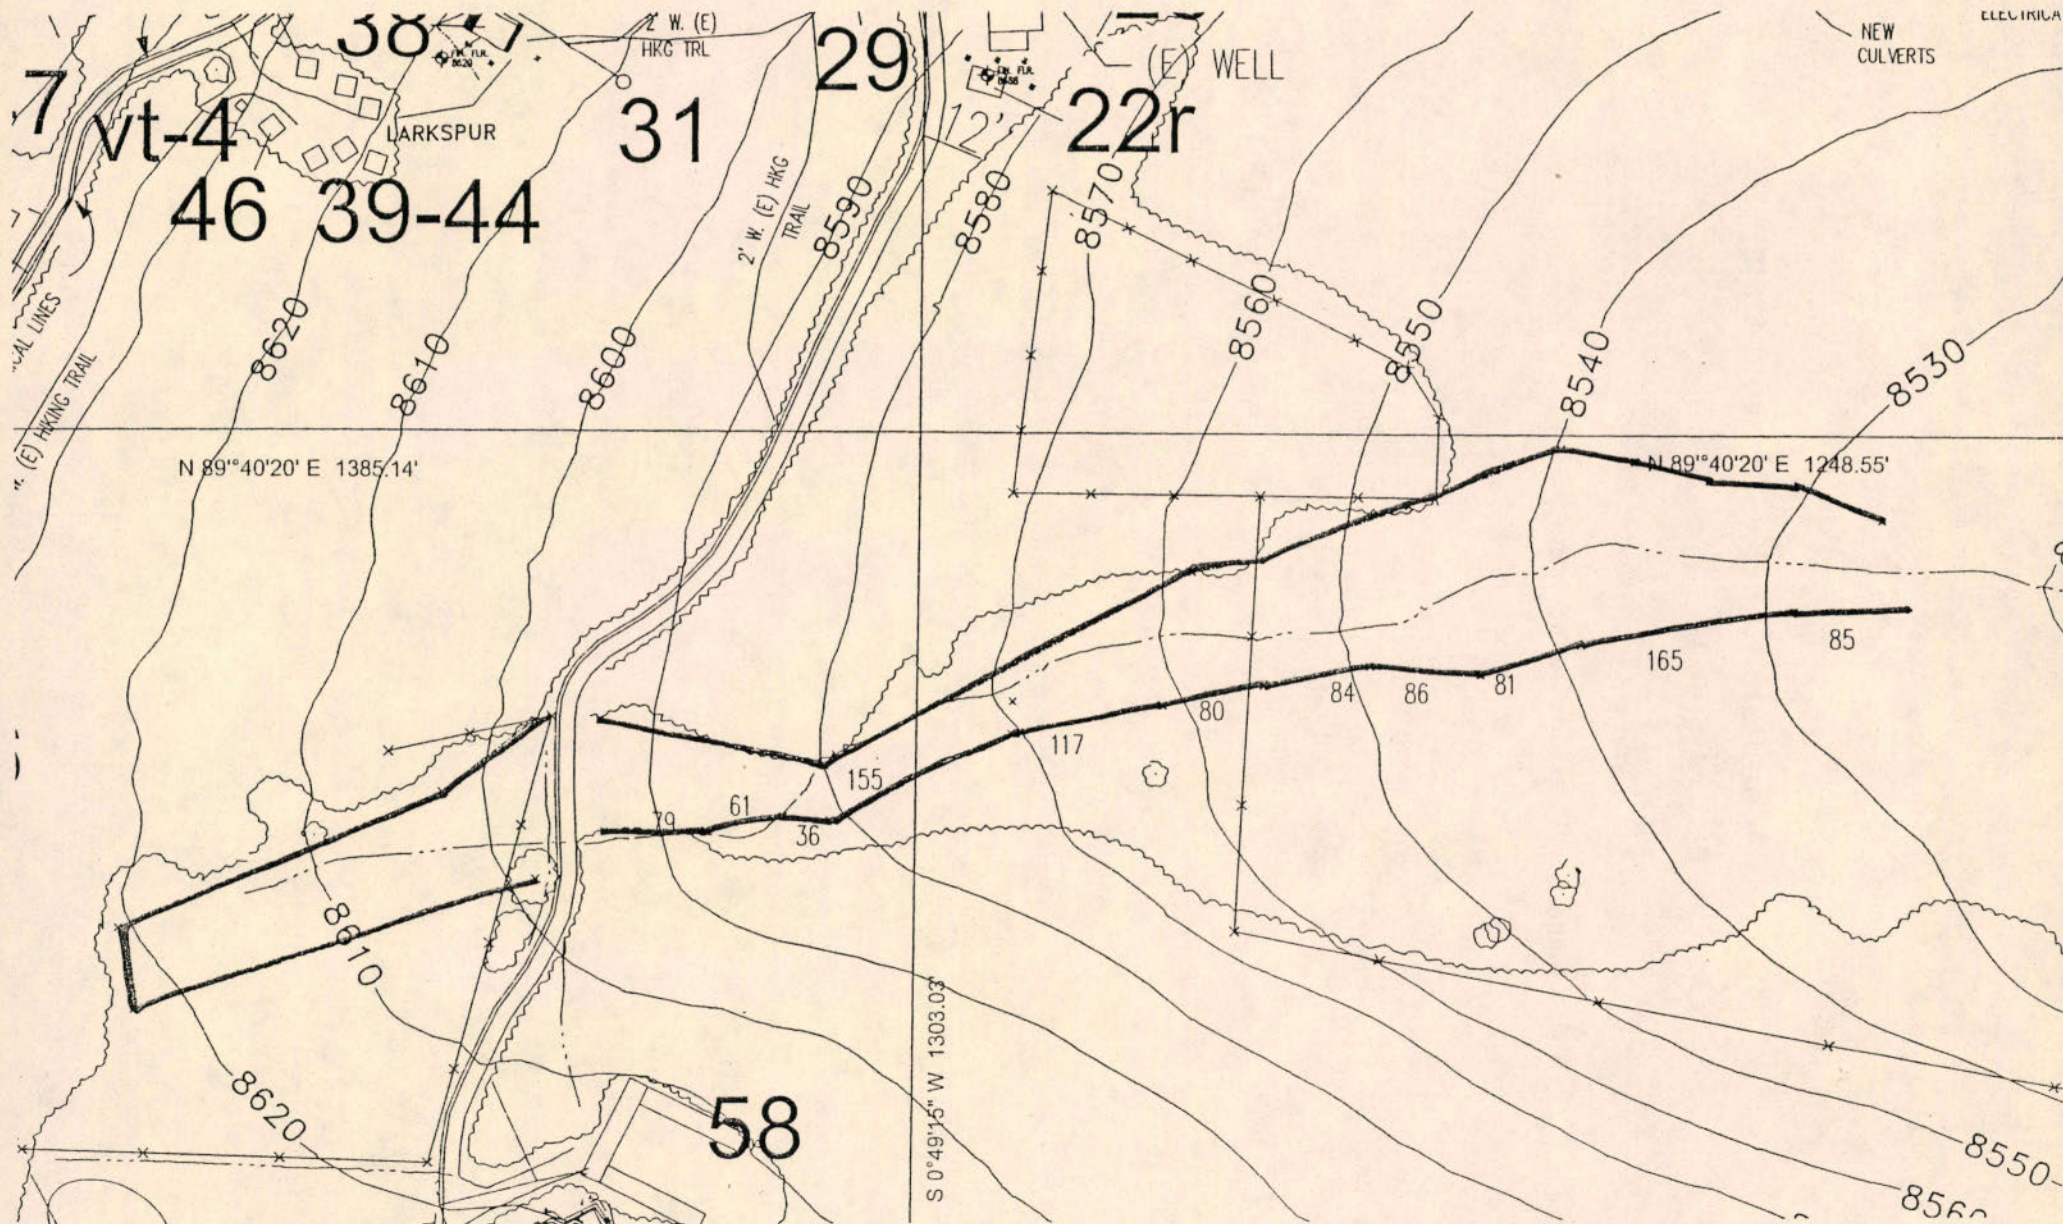 38
2' W. (E)
HKG TRL
29
(E) WELL
NEW
CULVERTS
7
vt-4
FIN. FLR.
8620
LARKSPUR
31
12'
22r
46
39-44
2' W. (E) HKG
TRAIL
8590
8580
8570
8620
8610
8600
8560
8550
8540
8530
(E) HIKING TRAIL
N 89'°40'20' E 1385.14'
N 89'°40'20' E 1248.55'
85
165
84
86
81
80
117
155
61
79
36
8610
8620
S 0°49'15" W 1303.03'
58
8550